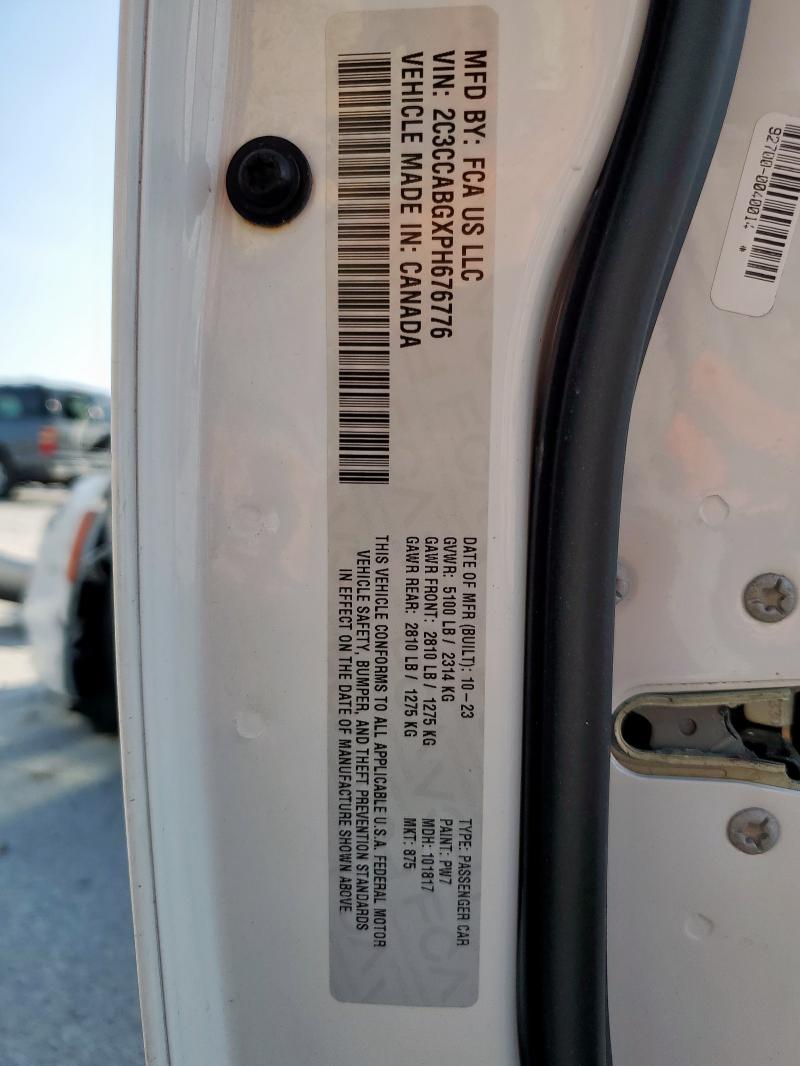 MFD BY: FCA US LLC
VIN: 2C3CCABGXPH676776
VEHICLE MADE IN: CANADA
DATE OF MFR (BUILT): 10-23
GVWR: 5100 LB / 2314 KG
GAWR FRONT: 2810 LB / 1275 KG
GAWR REAR: 2810 LB / 1275 KG
THIS VEHICLE CONFORMS TO ALL APPLICABLE U.S.A. FEDERAL MOTOR
VEHICLE SAFETY, BUMPER, AND THEFT PREVENTION STANDARDS
IN EFFECT ON THE DATE OF MANUFACTURE SHOWN ABOVE
TYPE: PASSENGER CAR
PAINT: PW7
MDH: 101817
MKT: 875
92700-0040014 *